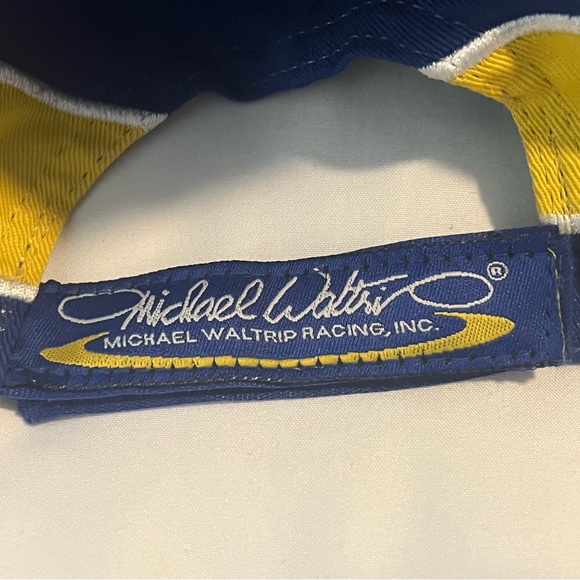 Michael Waltrip ®
MICHAEL WALTRIP RACING, INC.